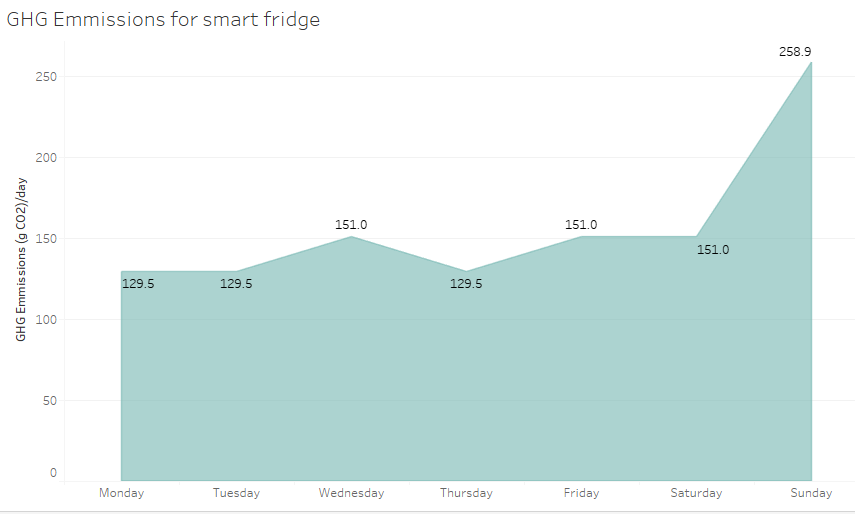 GHG Emmissions for smart fridge
258.9
250
200
GHG Emmissions (g CO2)/day
151.0
151.0
150
151.0
129.5
129.5
129.5
100
50
0
Monday
Tuesday
Wednesday
Thursday
Friday
Saturday
Sunday